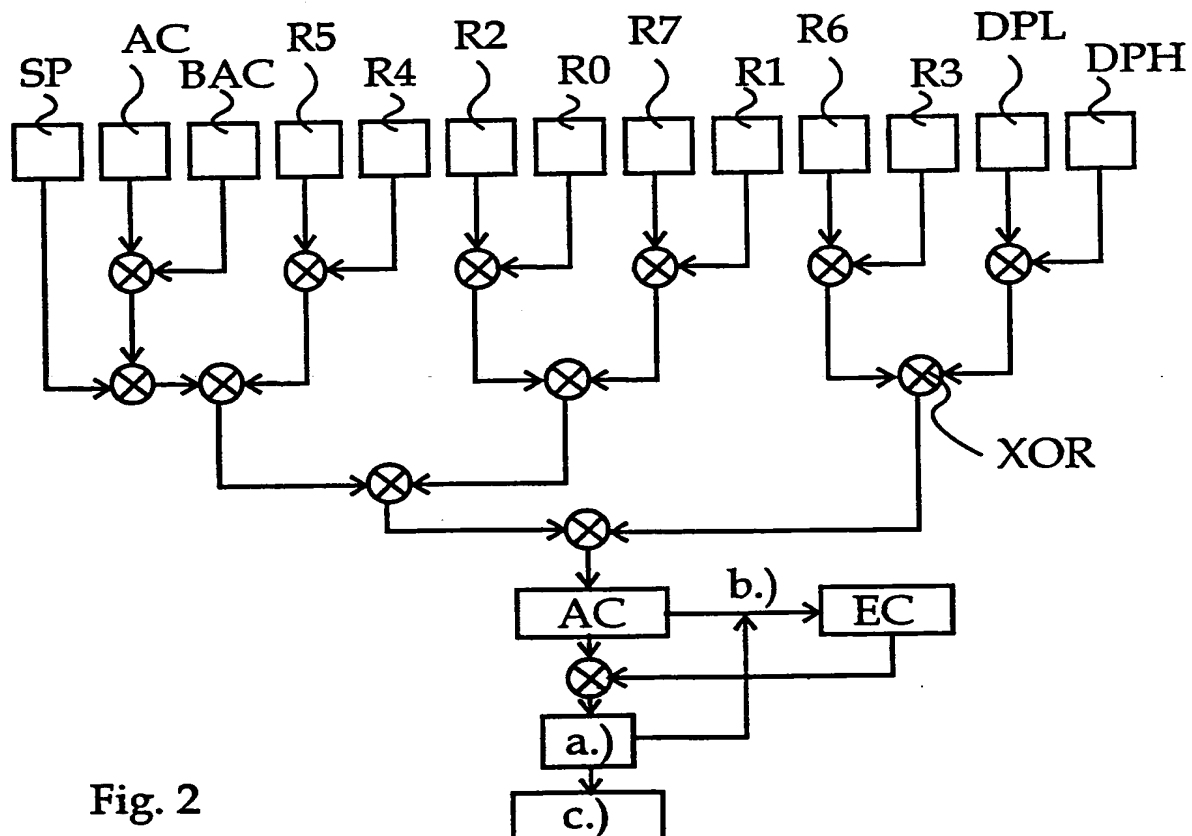 SP AC BAC R5 R4 R2 R0 R7 R1 R6 R3 DPL DPH
XOR
b.)
AC EC
a.)
c.)
Fig. 2